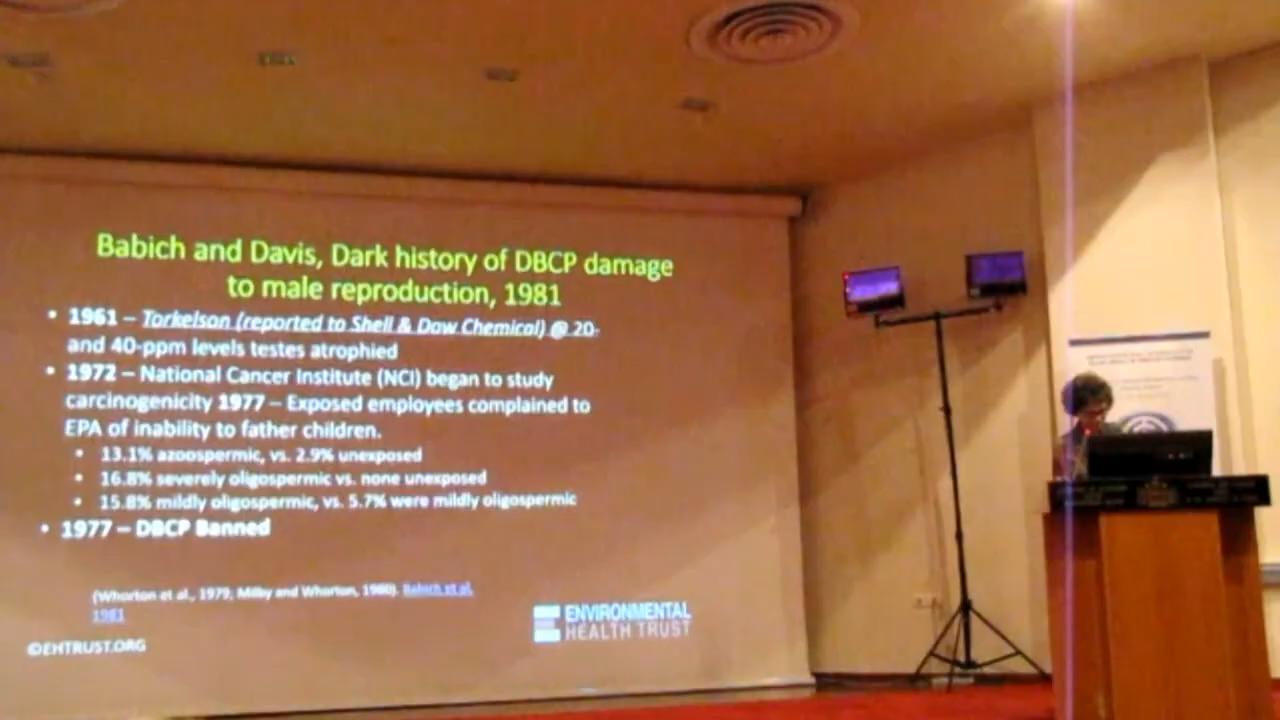 Babich and Davis, Dark history of DBCP damage
to male reproduction, 1981
• 1961 – Torkelson (reported to Shell & Dow Chemical) @ 20-
and 40-ppm levels testes atrophied
• 1972 – National Cancer Institute (NCI) began to study
carcinogenicity 1977 – Exposed employees complained to
EPA of inability to father children.
• 13.1% azoospermic, vs. 2.9% unexposed
• 16.8% severely oligospermic vs. none unexposed
• 15.8% mildly oligospermic, vs. 5.7% were mildly oligospermic
• 1977 – DBCP Banned
(Whorton et al., 1979; Milby and Whorton, 1980). Babich et al,
1981
ENVIRONMENTAL
HEALTH TRUST
©EHTRUST.ORG